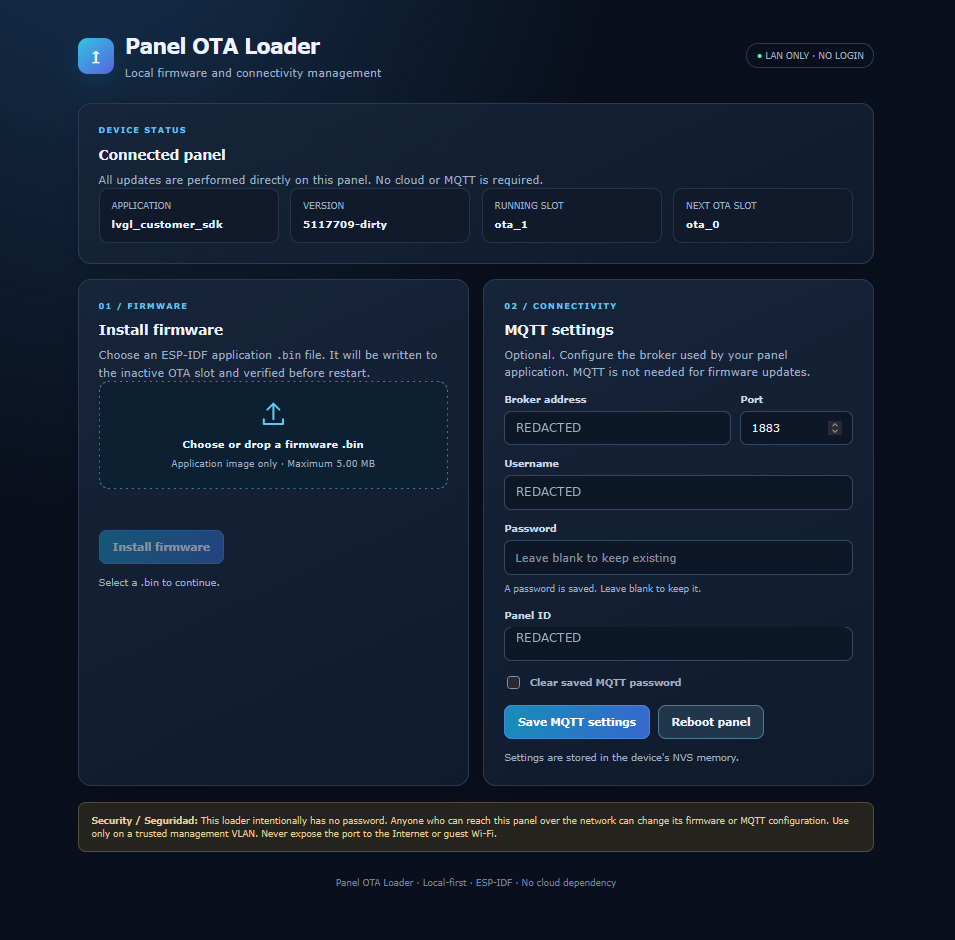 Panel OTA Loader
Local firmware and connectivity management
LAN ONLY · NO LOGIN
DEVICE STATUS
Connected panel
All updates are performed directly on this panel. No cloud or MQTT is required.
APPLICATION
lvgl_customer_sdk
VERSION
5117709-dirty
RUNNING SLOT
ota_1
NEXT OTA SLOT
ota_0
01 / FIRMWARE
Install firmware
Choose an ESP-IDF application .bin file. It will be written to
the inactive OTA slot and verified before restart.
Choose or drop a firmware .bin
Application image only · Maximum 5.00 MB
Install firmware
Select a .bin to continue.
02 / CONNECTIVITY
MQTT settings
Optional. Configure the broker used by your panel
application. MQTT is not needed for firmware updates.
Broker address
REDACTED
Port
1883
Username
REDACTED
Password
Leave blank to keep existing
A password is saved. Leave blank to keep it.
Panel ID
REDACTED
Clear saved MQTT password
Save MQTT settings
Reboot panel
Settings are stored in the device's NVS memory.
Security / Seguridad: This loader intentionally has no password. Anyone who can reach this panel over the network can change its firmware or MQTT configuration. Use
only on a trusted management VLAN. Never expose the port to the Internet or guest Wi-Fi.
Panel OTA Loader · Local-first · ESP-IDF · No cloud dependency